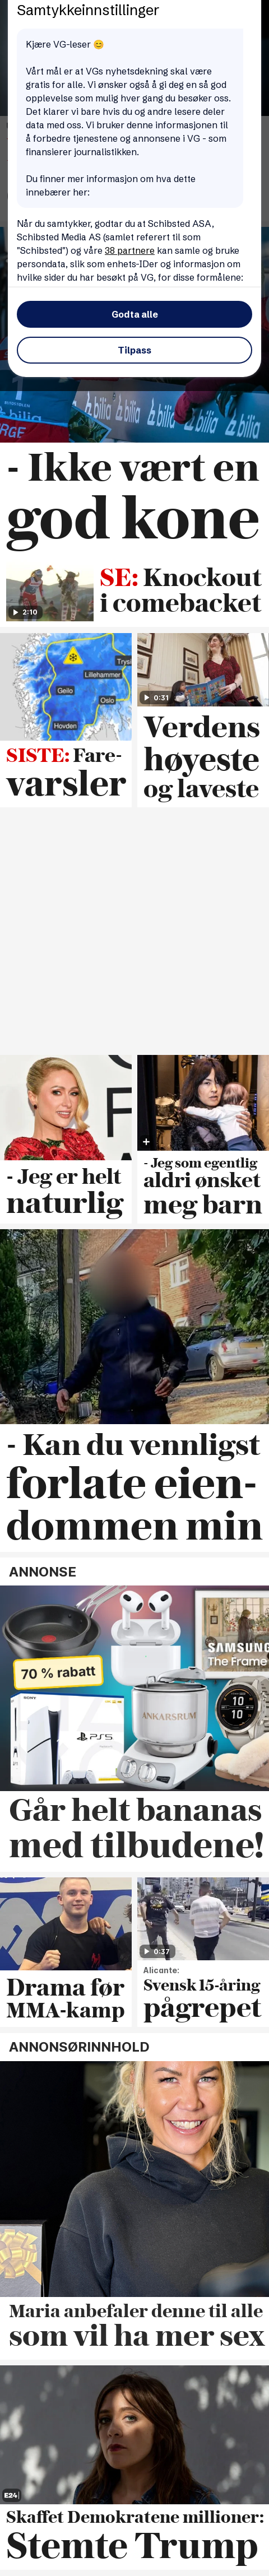 Samtykkeinnstillinger
Kjære VG-leser 😊
Vårt mål er at VGs nyhetsdekning skal være
gratis for alle. Vi ønsker også å gi deg en så god
opplevelse som mulig hver gang du besøker oss.
Det klarer vi bare hvis du og andre lesere deler
data med oss. Vi bruker denne informasjonen til
å forbedre tjenestene og annonsene i VG - som
finansierer journalistikken.
Du finner mer informasjon om hva dette
innebærer her:
Når du samtykker, godtar du at Schibsted ASA,
Schibsted Media AS (samlet referert til som
"Schibsted") og våre 38 partnere kan samle og bruke
persondata, slik som enhets-IDer og informasjon om
hvilke sider du har besøkt på VG, for disse formålene:
Godta alle
Tilpass
bilia bilia bilia bilia
- Ikke vært en
god kone
2:10
SE: Knockout
i comebacket
Trysil
Lillehammer
Geilo
Oslo
Hovden
SISTE: Fare-
varsler
0:31
Verdens
høyeste
og laveste
- Jeg er helt
naturlig
- Jeg som egentlig
aldri ønsket
meg barn
- Kan du vennligst
forlate eien-
dommen min
ANNONSE
70 % rabatt
SAMSUNG
The Frame
SONY
PS5
ANKARSRUM
Går helt bananas
med tilbudene!
Drama før
MMA-kamp
0:37
Alicante:
Svensk 15-åring
pågrepet
ANNONSØRINNHOLD
Maria anbefaler denne til alle
som vil ha mer sex
E24
Skaffet Demokratene millioner:
Stemte Trump